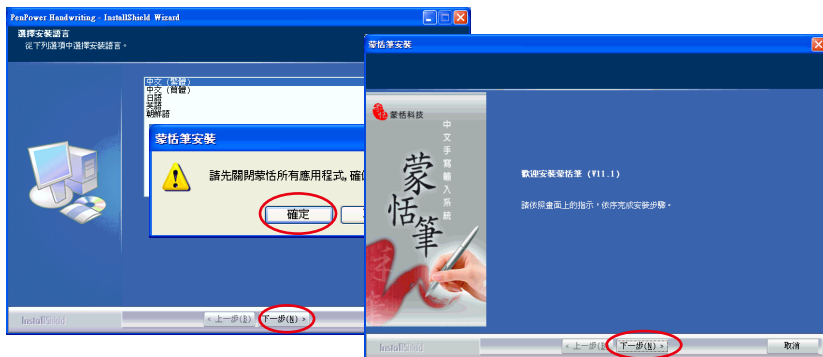 PenPower Handwriting - InstallShield Wizard
選擇安裝語言
從下列選項中選擇安裝語言。
中文 (繁體)
中文 (簡體)
日語
英語
朝鮮語
蒙恬筆安裝
請先關閉蒙恬所有應用程式,確
確定
InstallShield
< 上一步(B)
下一步(N) >
蒙恬筆安裝
蒙恬科技
中文手寫輸入系統
蒙恬筆
歡迎安裝蒙恬筆 (V11.1)
請依照畫面上的指示，依序完成安裝步驟。
InstallShield
< 上一步(B)
下一步(N) >
取消